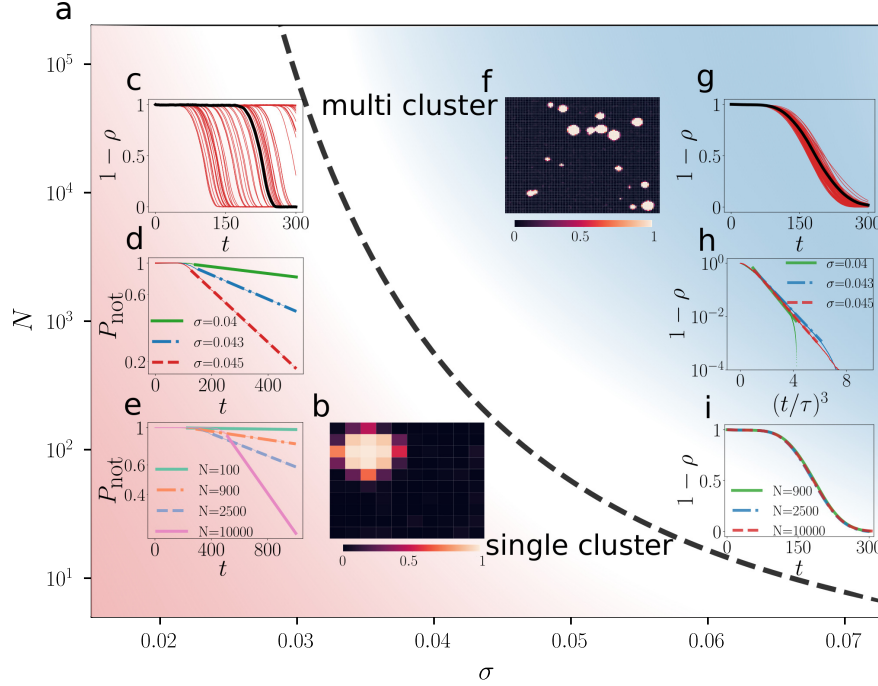 a
10^5
10^4
10^3
10^2
10^1
N
0.02
0.03
0.04
0.05
0.06
0.07
σ
multi cluster
single cluster
c
1
0.5
0
1 − ρ
0
150
300
t
d
1
0.6
0.2
P_not
σ=0.04
σ=0.043
σ=0.045
0
200
400
t
e
1
0.6
0.4
P_not
N=100
N=900
N=2500
N=10000
0
400
800
t
b
0
0.5
1
f
0
0.5
1
g
1
0.5
0
1 − ρ
0
150
300
t
h
10^0
10^−2
10^−4
1 − ρ
σ=0.04
σ=0.043
σ=0.045
0
4
8
(t/τ)^3
i
1
0.5
0
1 − ρ
N=900
N=2500
N=10000
0
150
300
t